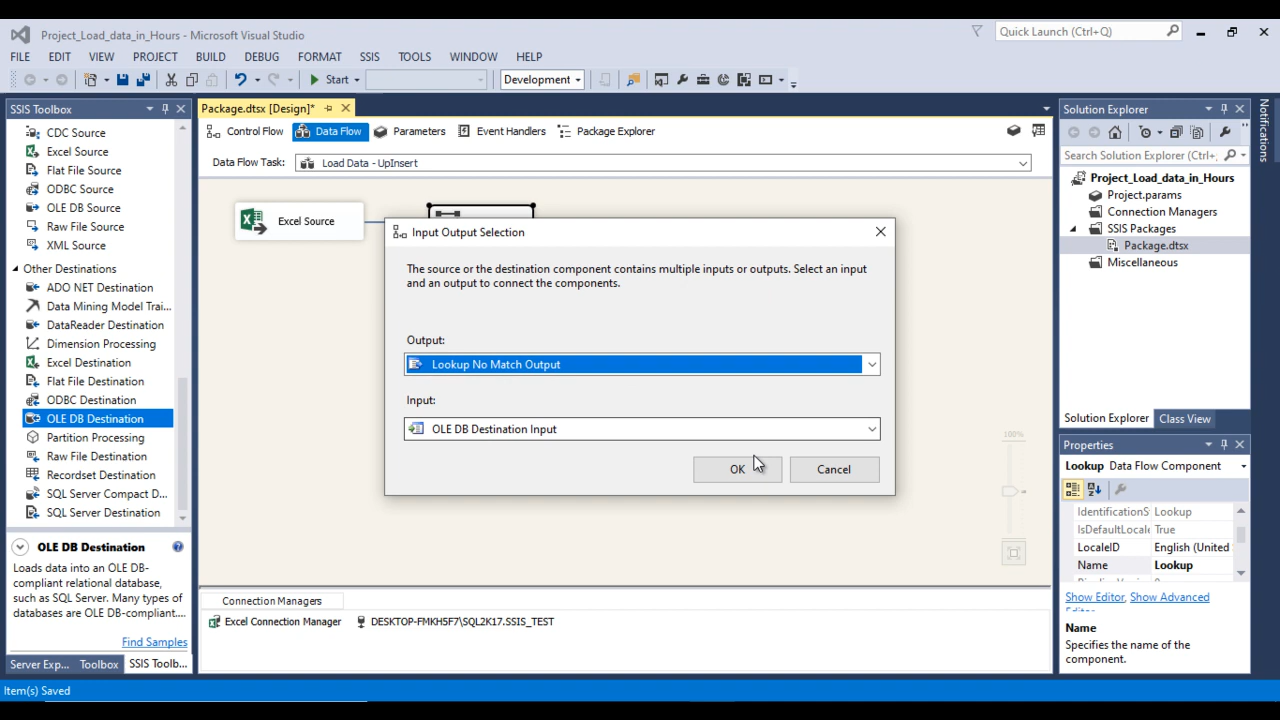 Project_Load_data_in_Hours - Microsoft Visual Studio
Quick Launch (Ctrl+Q)
FILE EDIT VIEW PROJECT BUILD DEBUG FORMAT SSIS TOOLS WINDOW HELP
Start
Development
SSIS Toolbox
CDC Source
Excel Source
Flat File Source
ODBC Source
OLE DB Source
Raw File Source
XML Source
Other Destinations
ADO NET Destination
Data Mining Model Trai...
DataReader Destination
Dimension Processing
Excel Destination
Flat File Destination
ODBC Destination
OLE DB Destination
Partition Processing
Raw File Destination
Recordset Destination
SQL Server Compact D...
SQL Server Destination
OLE DB Destination
Loads data into an OLE DB-
compliant relational database,
such as SQL Server. Many types of
databases are OLE DB-compliant....
Find Samples
Server Exp... Toolbox SSIS Toolb...
Item(s) Saved
Package.dtsx [Design]*
Control Flow Data Flow Parameters Event Handlers Package Explorer
Data Flow Task: Load Data - UpInsert
Excel Source
Input Output Selection
The source or the destination component contains multiple inputs or outputs. Select an input
and an output to connect the components.
Output:
Lookup No Match Output
Input:
OLE DB Destination Input
OK Cancel
100%
Connection Managers
Excel Connection Manager DESKTOP-FMKH5F7\SQL2K17.SSIS_TEST
Solution Explorer
Search Solution Explorer (Ctrl+;
Project_Load_data_in_Hours
Project.params
Connection Managers
SSIS Packages
Package.dtsx
Miscellaneous
Solution Explorer Class View
Properties
Lookup Data Flow Component
IdentificationS Lookup
IsDefaultLocale True
LocaleID English (United
Name Lookup
Show Editor, Show Advanced
Name
Specifies the name of the
component.
Notifications